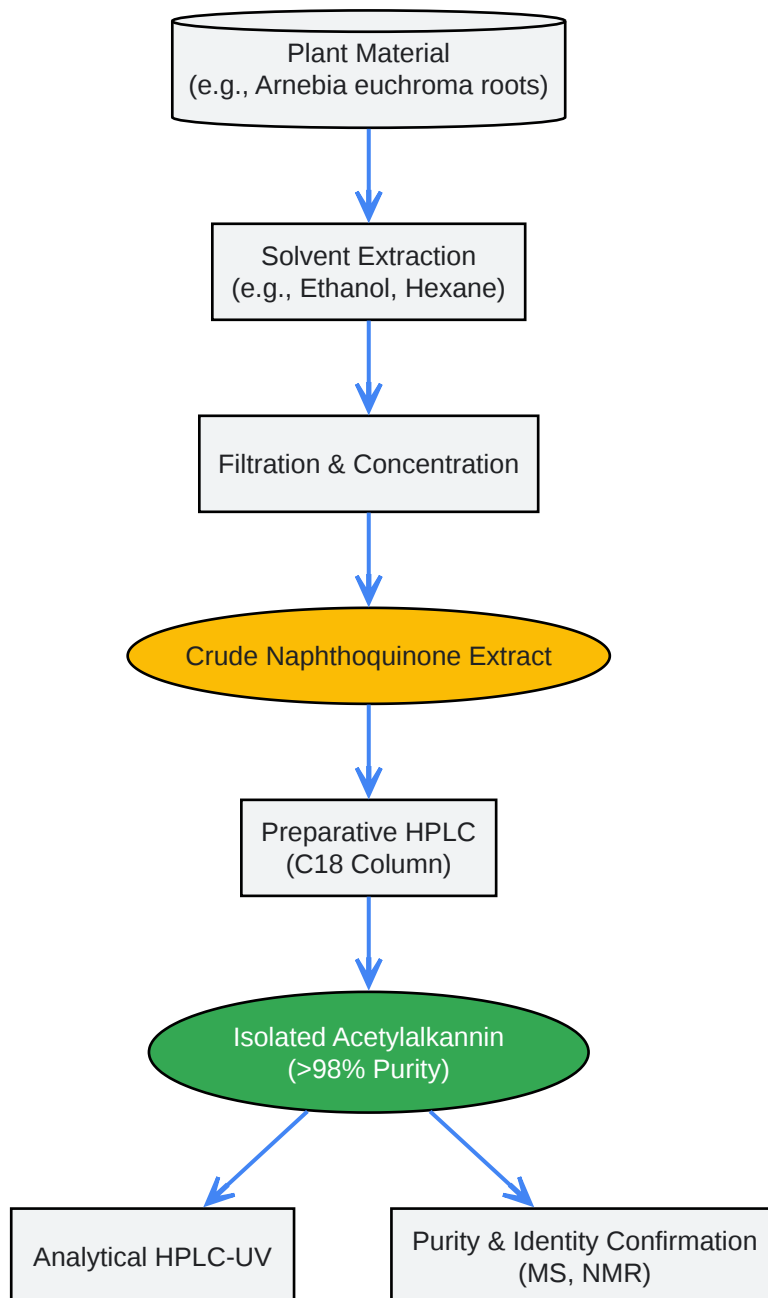 Plant Material
(e.g., Arnebia euchroma roots)
Solvent Extraction
(e.g., Ethanol, Hexane)
Filtration & Concentration
Crude Naphthoquinone Extract
Preparative HPLC
(C18 Column)
Isolated Acetylalkannin
(>98% Purity)
Analytical HPLC-UV
Purity & Identity Confirmation
(MS, NMR)